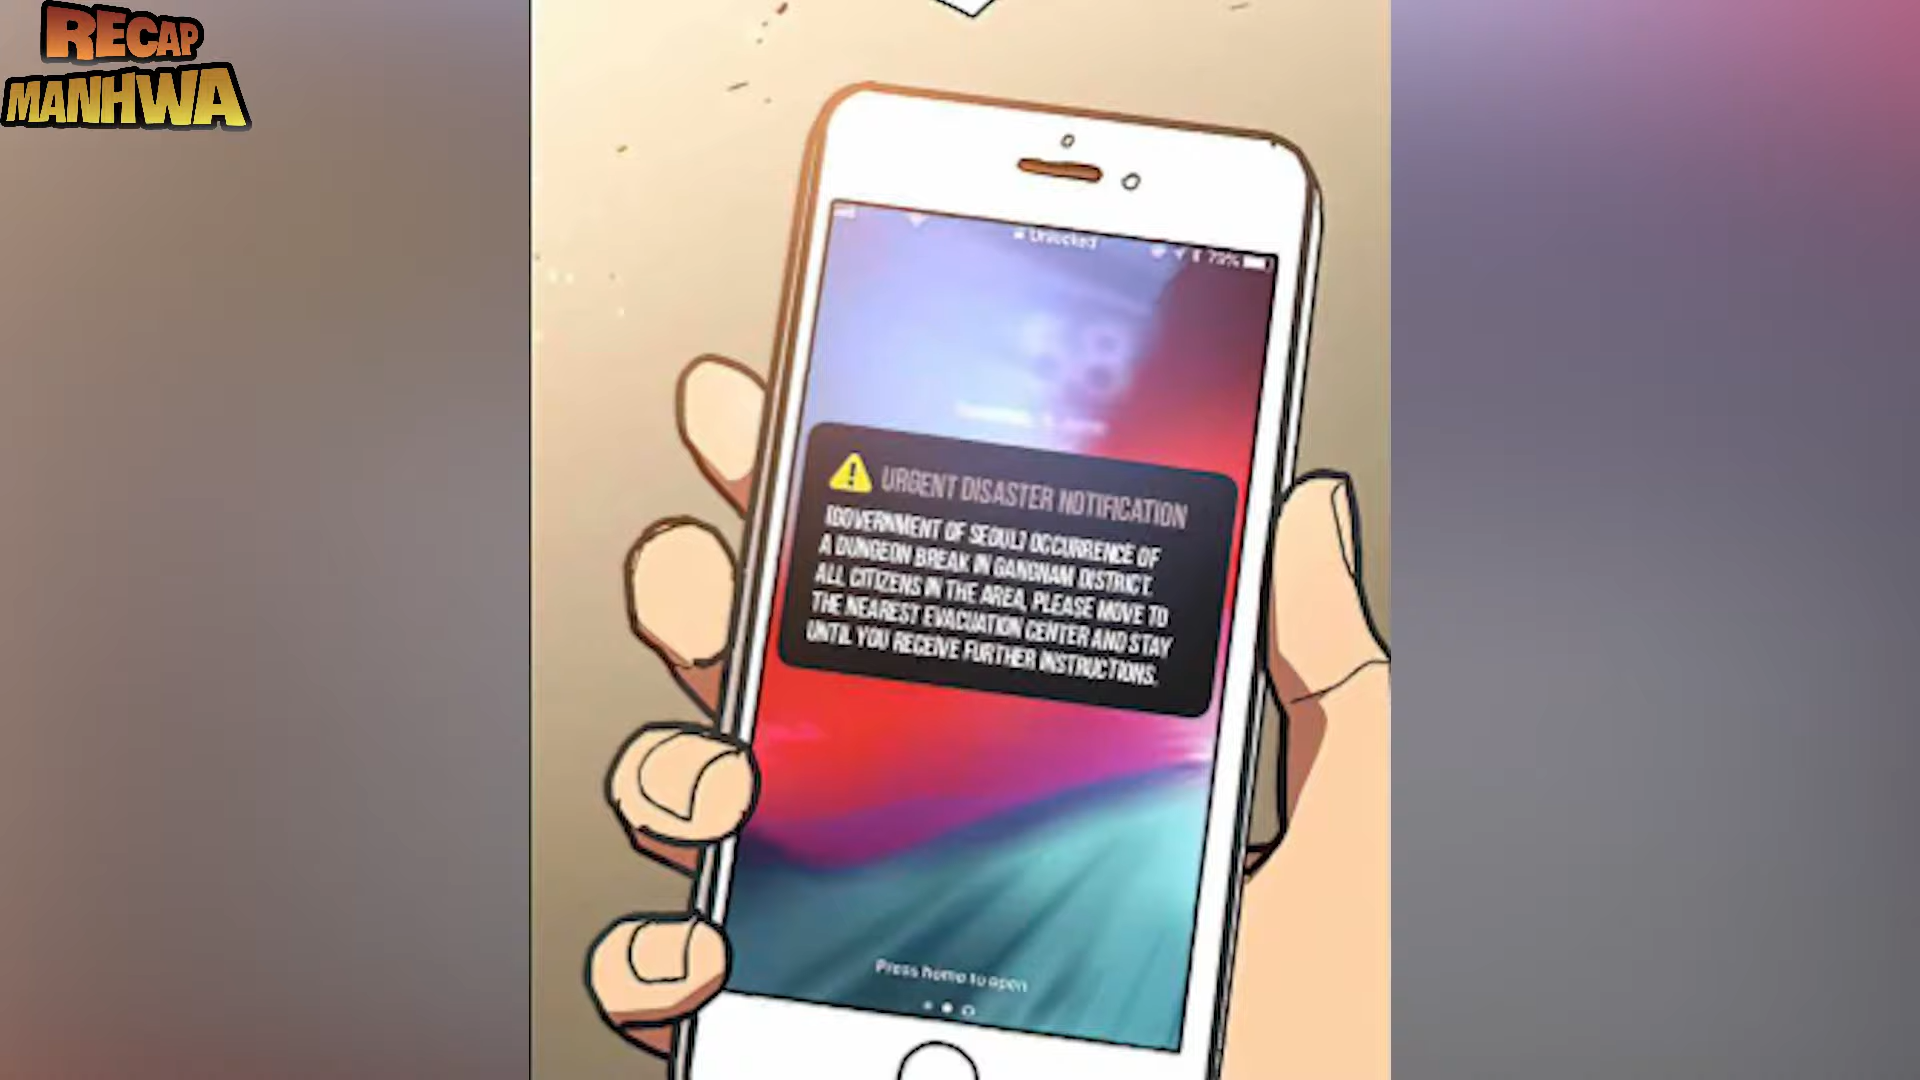 RECAP
MANHWA
Unlocked
79%
URGENT DISASTER NOTIFICATION
[GOVERNMENT OF SEOUL] OCCURRENCE OF
A DUNGEON BREAK IN GANGNAM DISTRICT.
ALL CITIZENS IN THE AREA, PLEASE MOVE TO
THE NEAREST EVACUATION CENTER AND STAY
UNTIL YOU RECEIVE FURTHER INSTRUCTIONS.
Press home to open